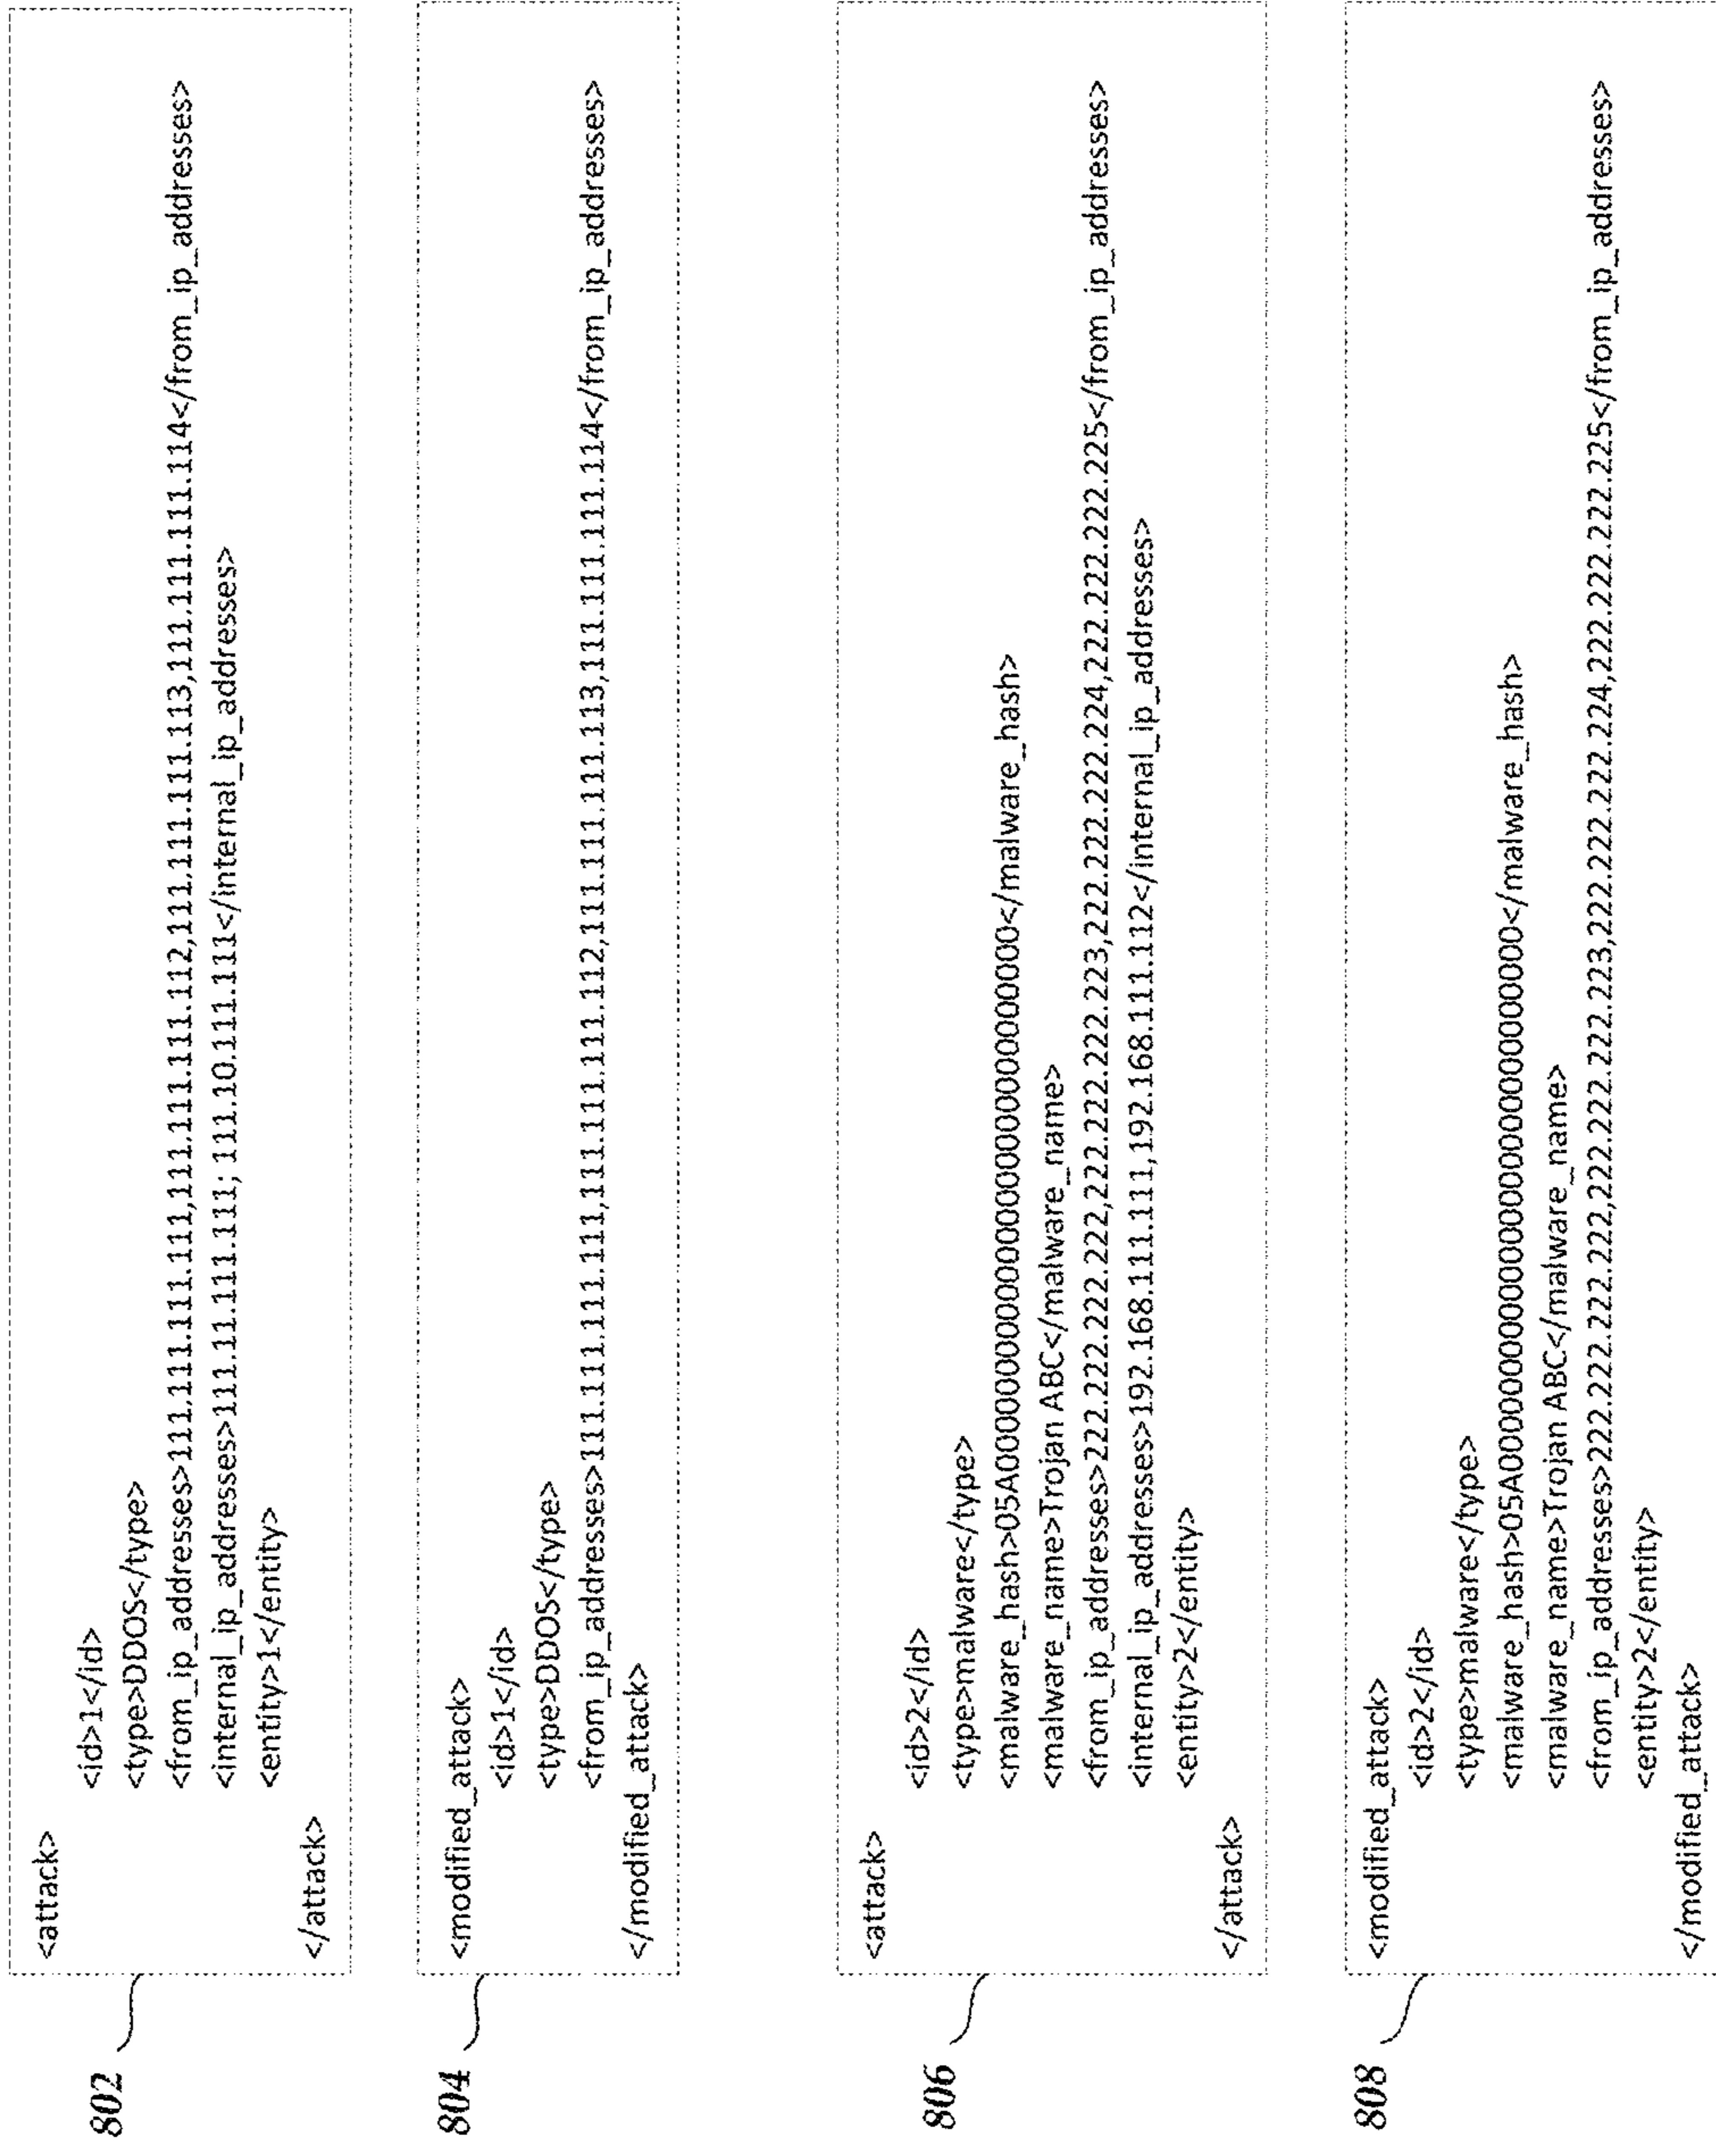 <attack>
<id>1</id>
<type>DDOS</type>
<from_ip_addresses>111.111.111.111,111.111.111.112,111.111.111.113,111.111.111.114</from_ip_addresses>
<internal_ip_addresses>111.11.111.111; 111.10.111.111</internal_ip_addresses>
<entity>1</entity>
</attack>
802
<modified_attack>
<id>1</id>
<type>DDOS</type>
<from_ip_addresses>111.111.111.111,111.111.111.112,111.111.111.113,111.111.111.114</from_ip_addresses>
</modified_attack>
804
<attack>
<id>2</id>
<type>malware</type>
<malware_hash>05A00000000000000000000000000000</malware_hash>
<malware_name>Trojan ABC</malware_name>
<from_ip_addresses>222.222.222.222,222.222.222.223,222.222.222.224,222.222.222.225</from_ip_addresses>
<internal_ip_addresses>192.168.111.111,192.168.111.112</internal_ip_addresses>
<entity>2</entity>
</attack>
806
<modified_attack>
<id>2</id>
<type>malware</type>
<malware_hash>05A00000000000000000000000000000</malware_hash>
<malware_name>Trojan ABC</malware_name>
<from_ip_addresses>222.222.222.222,222.222.222.223,222.222.222.224,222.222.222.225</from_ip_addresses>
<entity>2</entity>
</modified_attack>
808